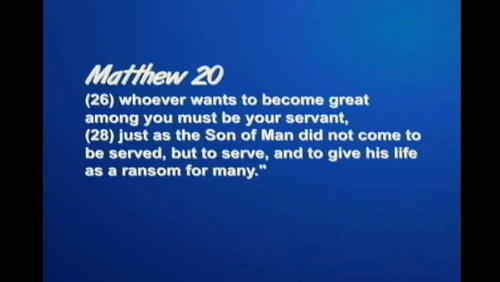 Matthew 20
(26) whoever wants to become great
among you must be your servant,
(28) just as the Son of Man did not come to
be served, but to serve, and to give his life
as a ransom for many."